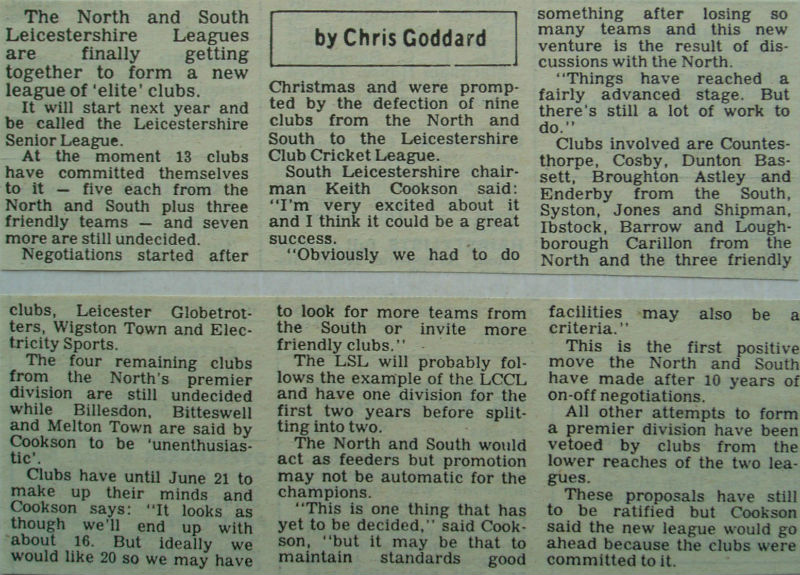 The North and South
Leicestershire Leagues
are finally getting
together to form a new
league of 'elite' clubs.
It will start next year and
be called the Leicestershire
Senior League.
At the moment 13 clubs
have committed themselves
to it — five each from the
North and South plus three
friendly teams — and seven
more are still undecided.
Negotiations started after
by Chris Goddard
Christmas and were promp-
ted by the defection of nine
clubs from the North and
South to the Leicestershire
Club Cricket League.
South Leicestershire chair-
man Keith Cookson said:
"I'm very excited about it
and I think it could be a great
success.
"Obviously we had to do
something after losing so
many teams and this new
venture is the result of dis-
cussions with the North.
"Things have reached a
fairly advanced stage. But
there's still a lot of work to
do."
Clubs involved are Countes-
thorpe, Cosby, Dunton Bas-
sett, Broughton Astley and
Enderby from the South,
Syston, Jones and Shipman,
Ibstock, Barrow and Lough-
borough Carillon from the
North and the three friendly
clubs, Leicester Globetrot-
ters, Wigston Town and Elec-
tricity Sports.
The four remaining clubs
from the North's premier
division are still undecided
while Billesdon, Bitteswell
and Melton Town are said by
Cookson to be 'unenthusias-
tic'.
Clubs have until June 21 to
make up their minds and
Cookson says: "It looks as
though we'll end up with
about 16. But ideally we
would like 20 so we may have
to look for more teams from
the South or invite more
friendly clubs."
The LSL will probably fol-
lows the example of the LCCL
and have one division for the
first two years before split-
ting into two.
The North and South would
act as feeders but promotion
may not be automatic for the
champions.
"This is one thing that has
yet to be decided," said Cook-
son, "but it may be that to
maintain standards good
facilities may also be a
criteria."
This is the first positive
move the North and South
have made after 10 years of
on-off negotiations.
All other attempts to form
a premier division have been
vetoed by clubs from the
lower reaches of the two lea-
gues.
These proposals have still
to be ratified but Cookson
said the new league would go
ahead because the clubs were
committed to it.